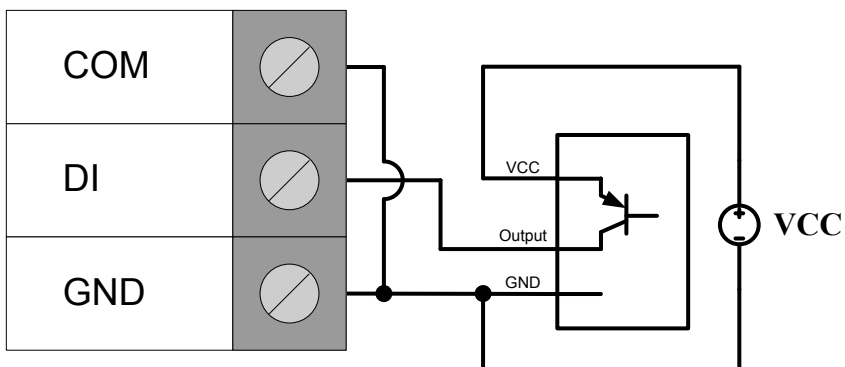 COM
DI
GND
VCC
Output
GND
VCC